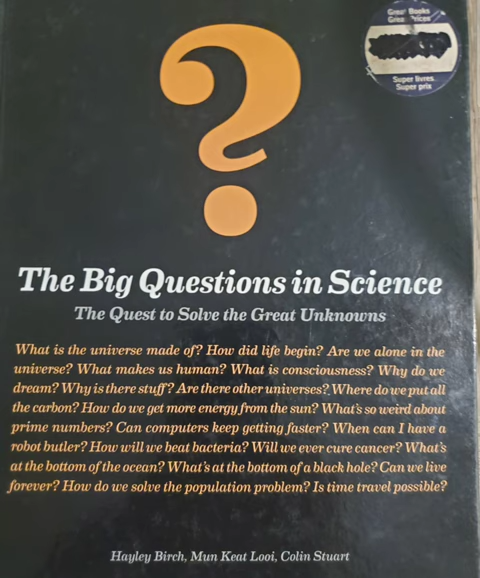 Great Books
Great Prices
Super livres
Super prix
?
The Big Questions in Science
The Quest to Solve the Great Unknowns
What is the universe made of? How did life begin? Are we alone in the
universe? What makes us human? What is consciousness? Why do we
dream? Why is there stuff? Are there other universes? Where do we put all
the carbon? How do we get more energy from the sun? What's so weird about
prime numbers? Can computers keep getting faster? When can I have a
robot butler? How will we beat bacteria? Will we ever cure cancer? What's
at the bottom of the ocean? What's at the bottom of a black hole? Can we live
forever? How do we solve the population problem? Is time travel possible?
Hayley Birch, Mun Keat Looi, Colin Stuart